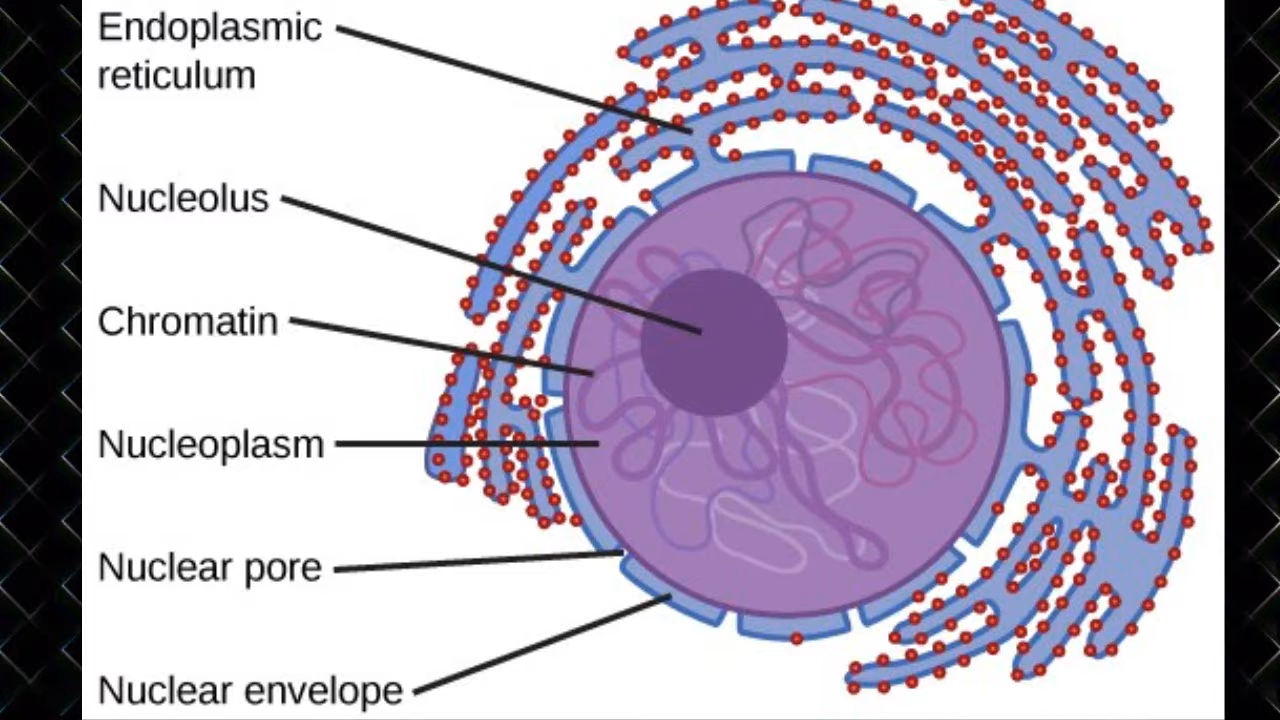 Endoplasmic
reticulum
Nucleolus
Chromatin
Nucleoplasm
Nuclear pore
Nuclear envelope